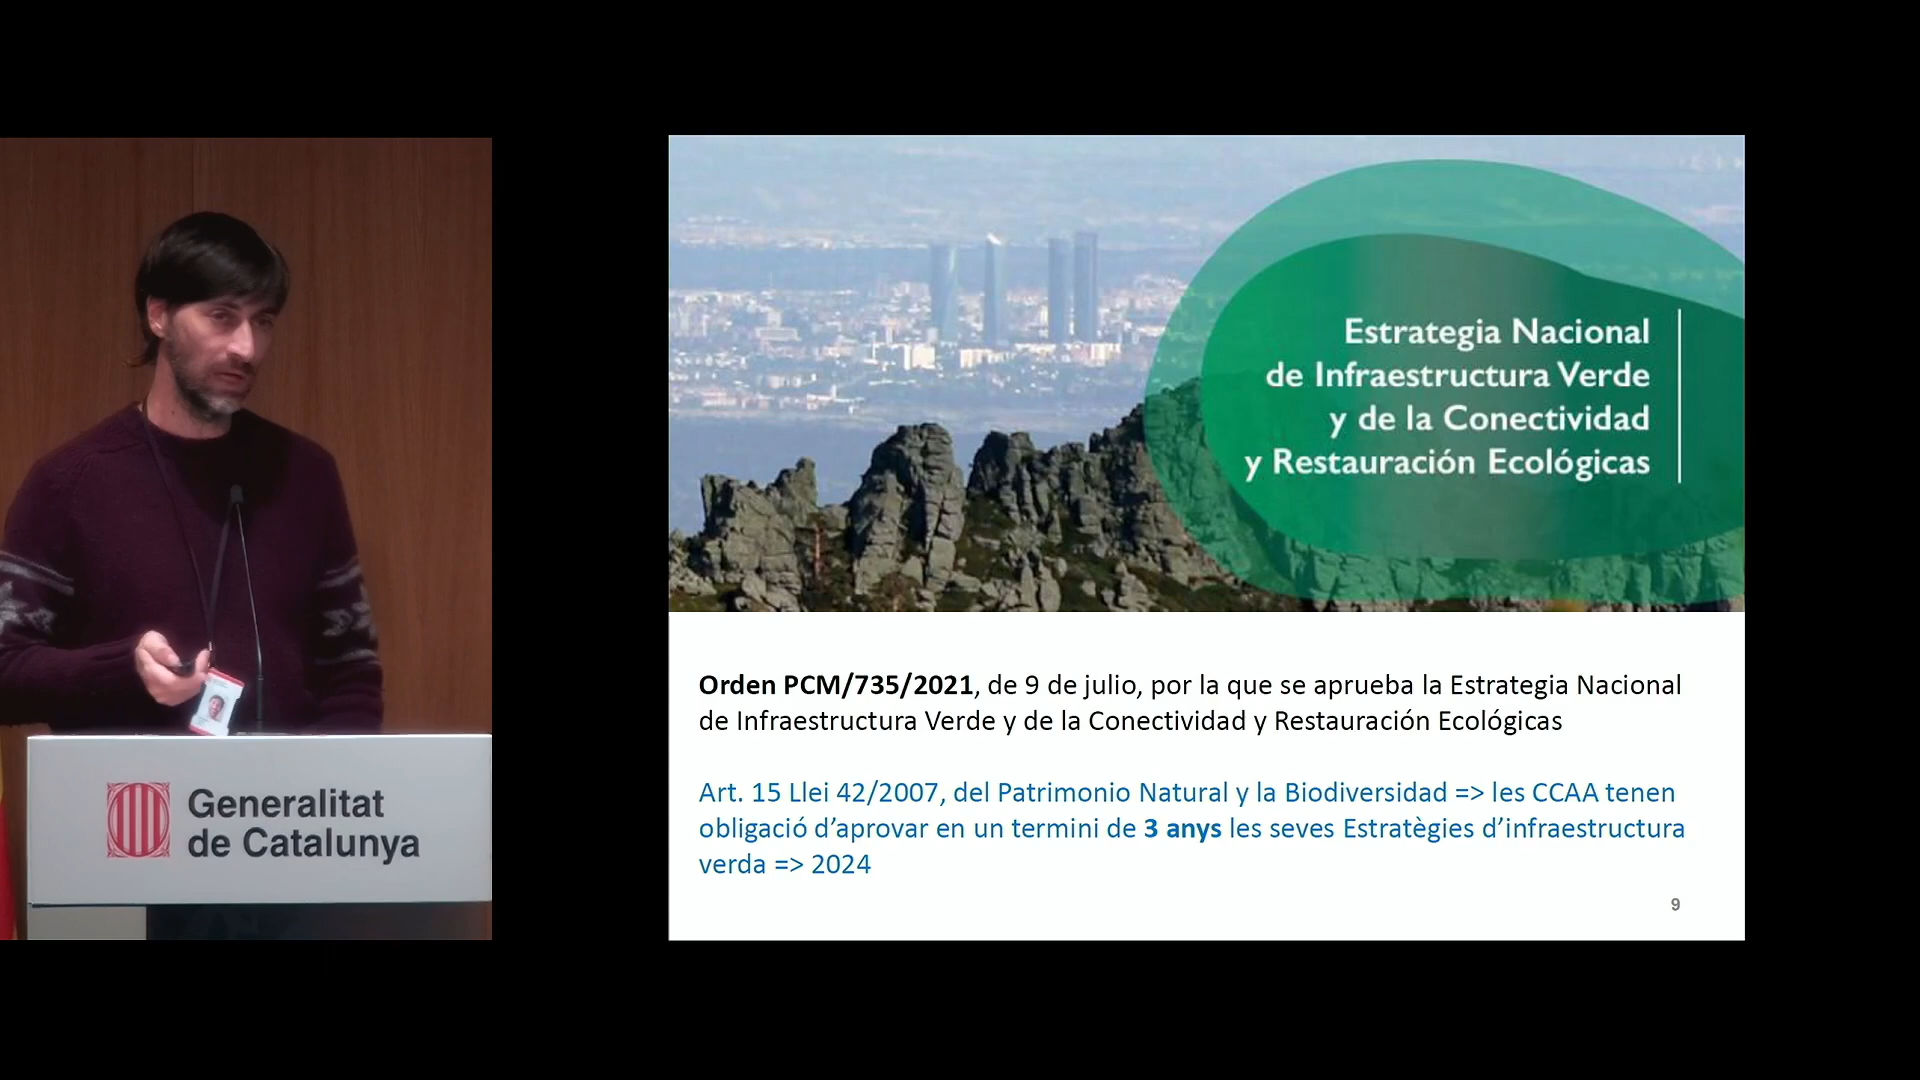 Generalitat
de Catalunya
Estrategia Nacional
de Infraestructura Verde
y de la Conectividad
y Restauración Ecológicas
Orden PCM/735/2021, de 9 de julio, por la que se aprueba la Estrategia Nacional
de Infraestructura Verde y de la Conectividad y Restauración Ecológicas
Art. 15 Llei 42/2007, del Patrimonio Natural y la Biodiversidad => les CCAA tenen
obligació d’aprovar en un termini de 3 anys les seves Estratègies d’infraestructura
verda => 2024
9